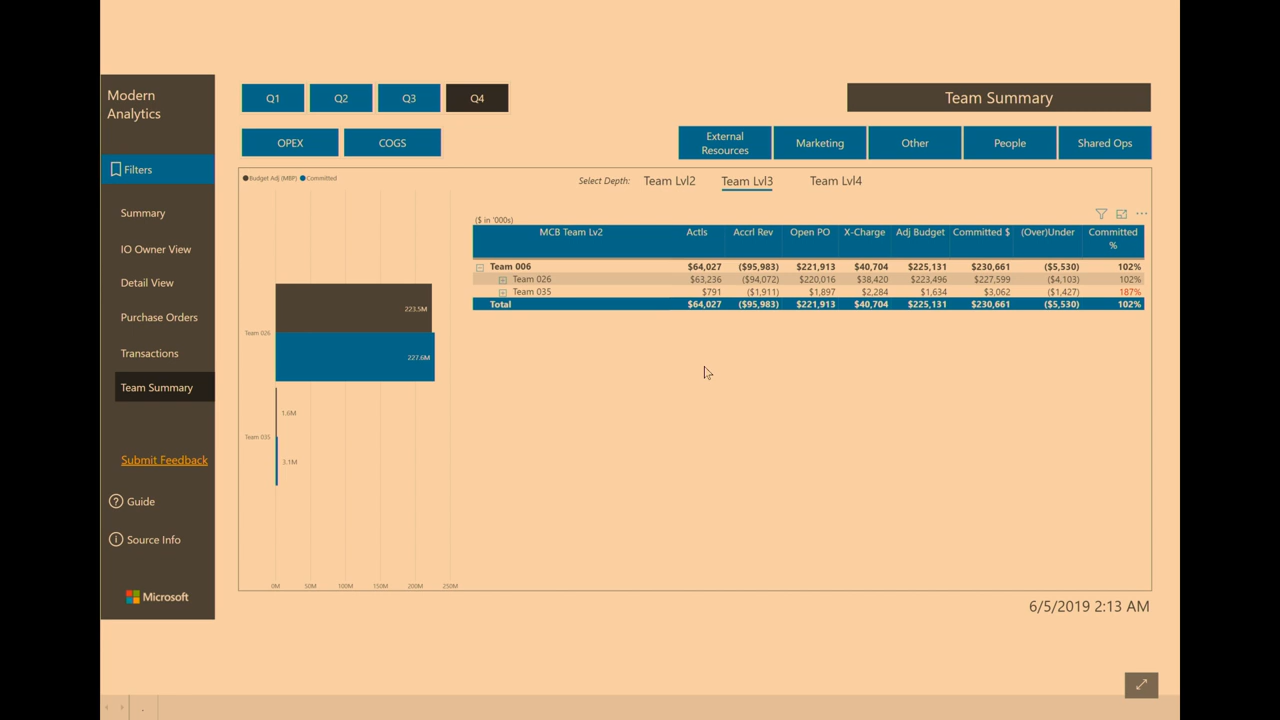 Modern
Analytics
Filters
Summary
IO Owner View
Detail View
Purchase Orders
Transactions
Team Summary
Submit Feedback
Guide
Source Info
Microsoft
Q1 Q2 Q3 Q4
Team Summary
OPEX COGS
External
Resources
Marketing Other People Shared Ops
Budget Adj (MBP) Committed
Select Depth: Team Lvl2 Team Lvl3 Team Lvl4
($ in '000s)
MCB Team Lv2 Actls Accrl Rev Open PO X-Charge Adj Budget Committed $ (Over)Under Committed
%
Team 006 $64,027 ($95,983) $221,913 $40,704 $225,131 $230,661 ($5,530) 102%
Team 026 $63,236 ($94,072) $220,016 $38,420 $223,496 $227,599 ($4,103) 102%
Team 035 $791 ($1,911) $1,897 $2,284 $1,634 $3,062 ($1,427) 187%
Total $64,027 ($95,983) $221,913 $40,704 $225,131 $230,661 ($5,530) 102%
223.5M
Team 026
227.6M
1.6M
Team 035
3.1M
0M 50M 100M 150M 200M 250M
6/5/2019 2:13 AM